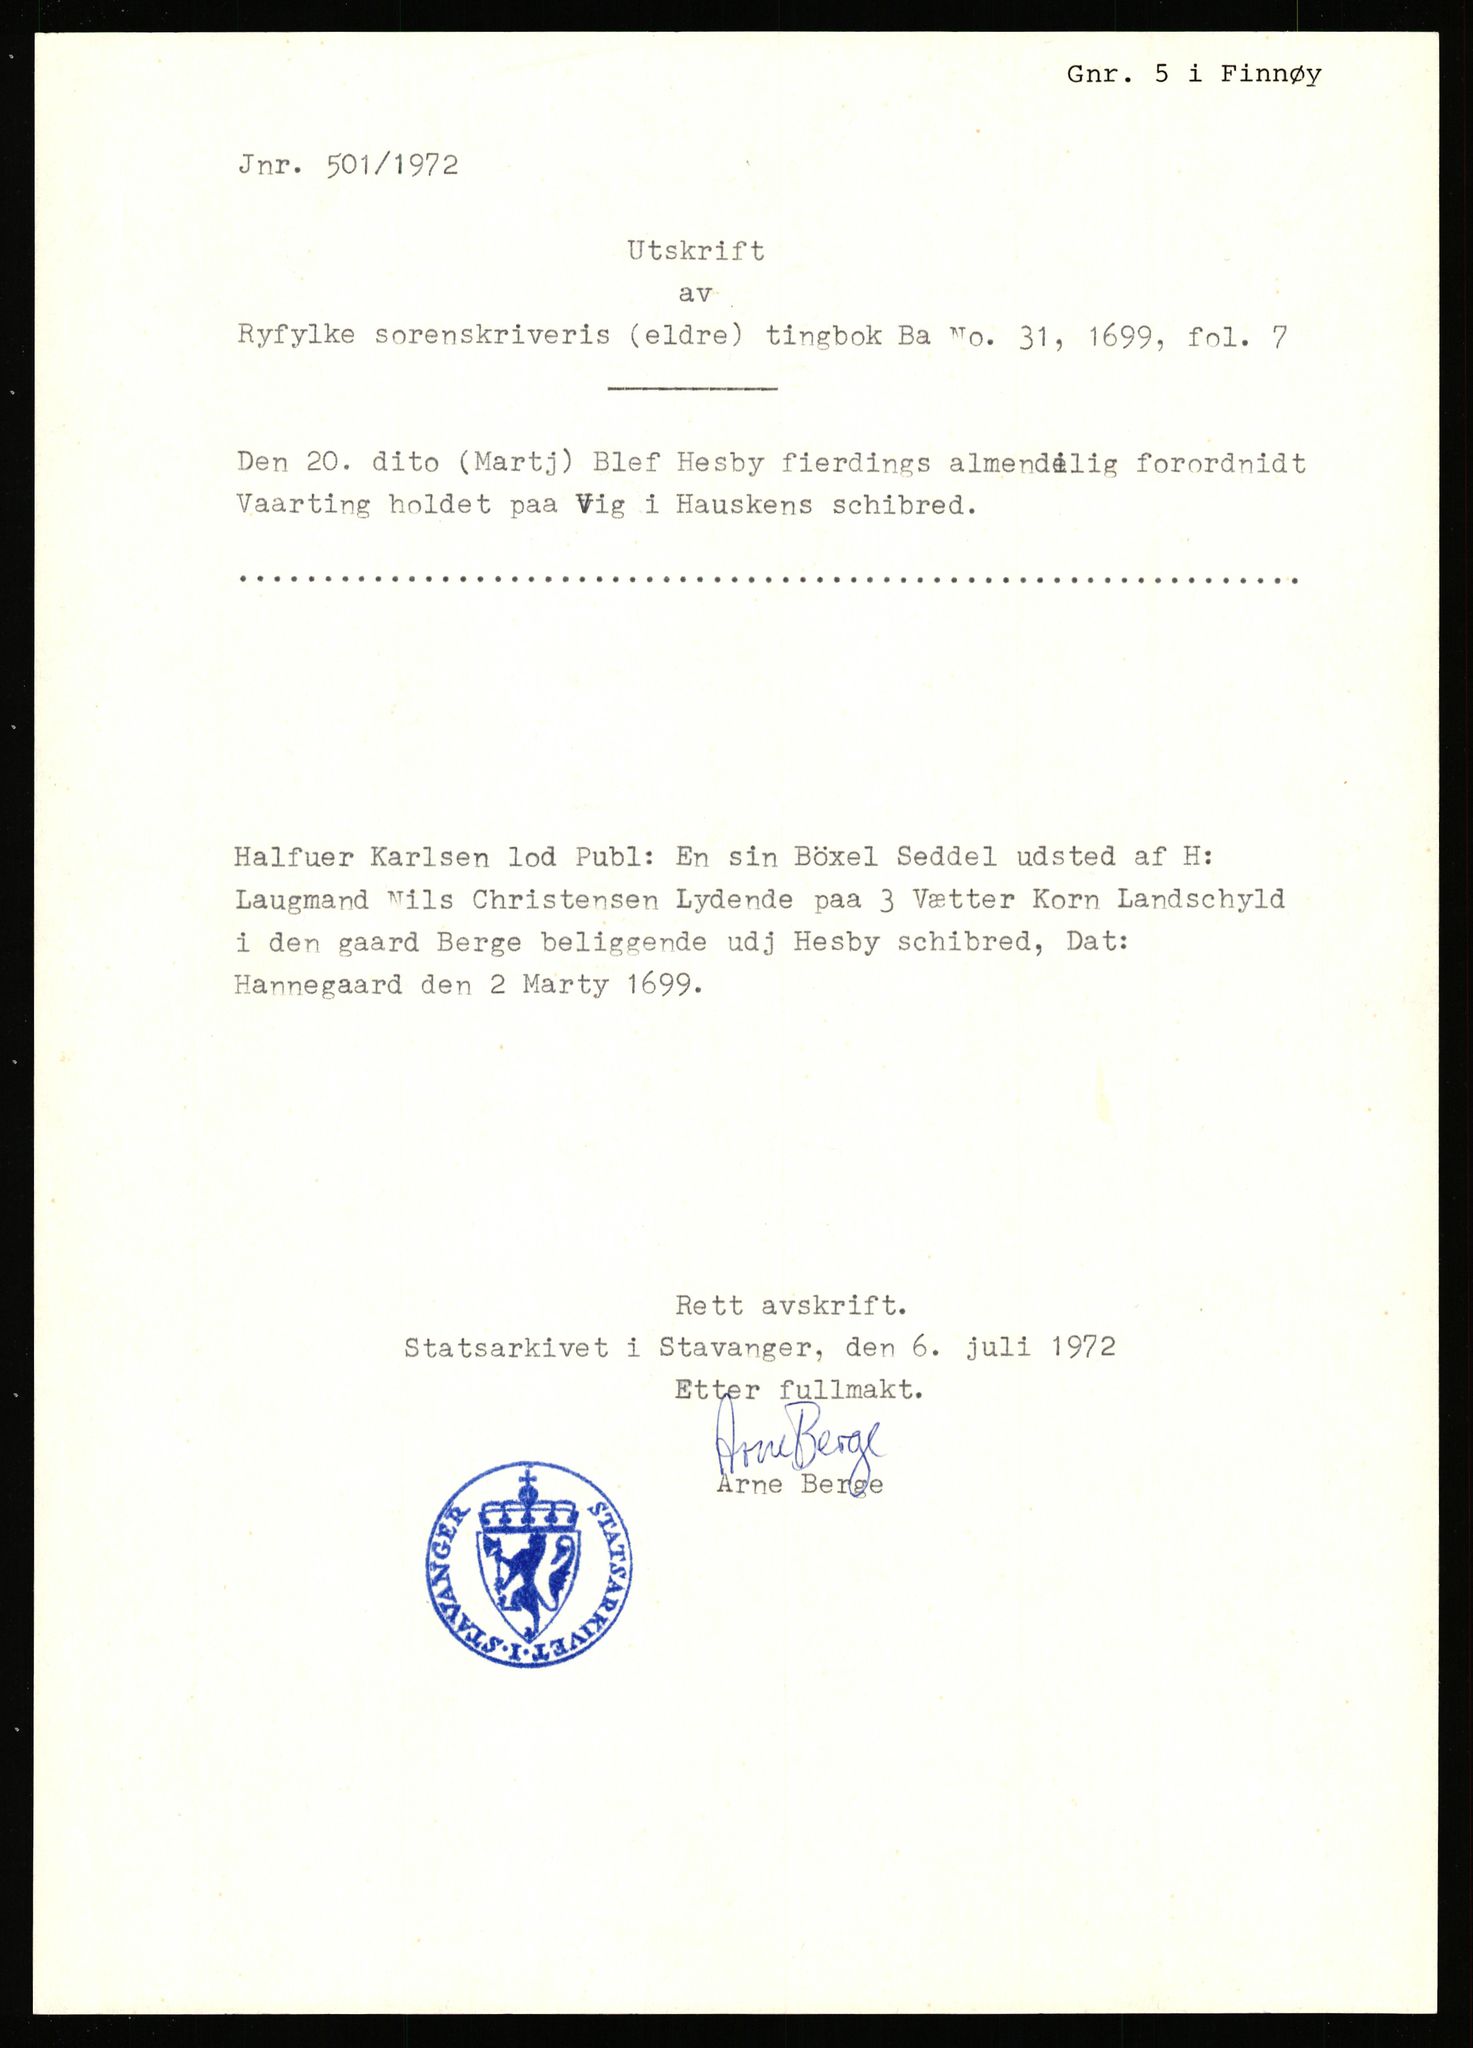 Gnr. 5 i Finnøy
Jnr. 501/1972
Utskrift
av
Ryfylke sorenskriveris (eldre) tingbok Ba No. 31, 1699, fol. 7
Den 20. dito (Martj) Blef Hesby fierdings almendelig forordnidt
Vaarting holdet paa Vig i Hauskens schibred.
...............................................................
Halfuer Karlsen lod Publ: En sin Böxel Seddel udsted af H:
Laugmand Nils Christensen Lydende paa 3 Vætter Korn Landschyld
i den gaard Berge beliggende udj Hesby schibred, Dat:
Hannegaard den 2 Marty 1699.
Rett avskrift.
Statsarkivet i Stavanger, den 6. juli 1972
Etter fullmakt.
Arne Berge
Arne Berge
STATSARKIVET·I·STAVANGER